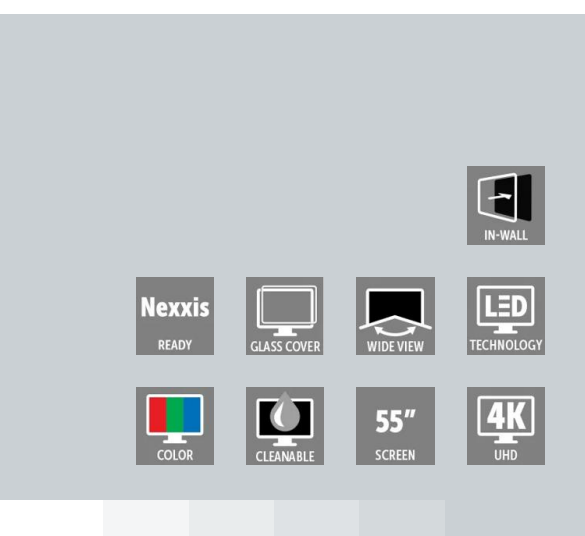 IN-WALL
Nexxis
READY
GLASS COVER
WIDE VIEW
LED
TECHNOLOGY
COLOR
CLEANABLE
55"
SCREEN
4K
UHD